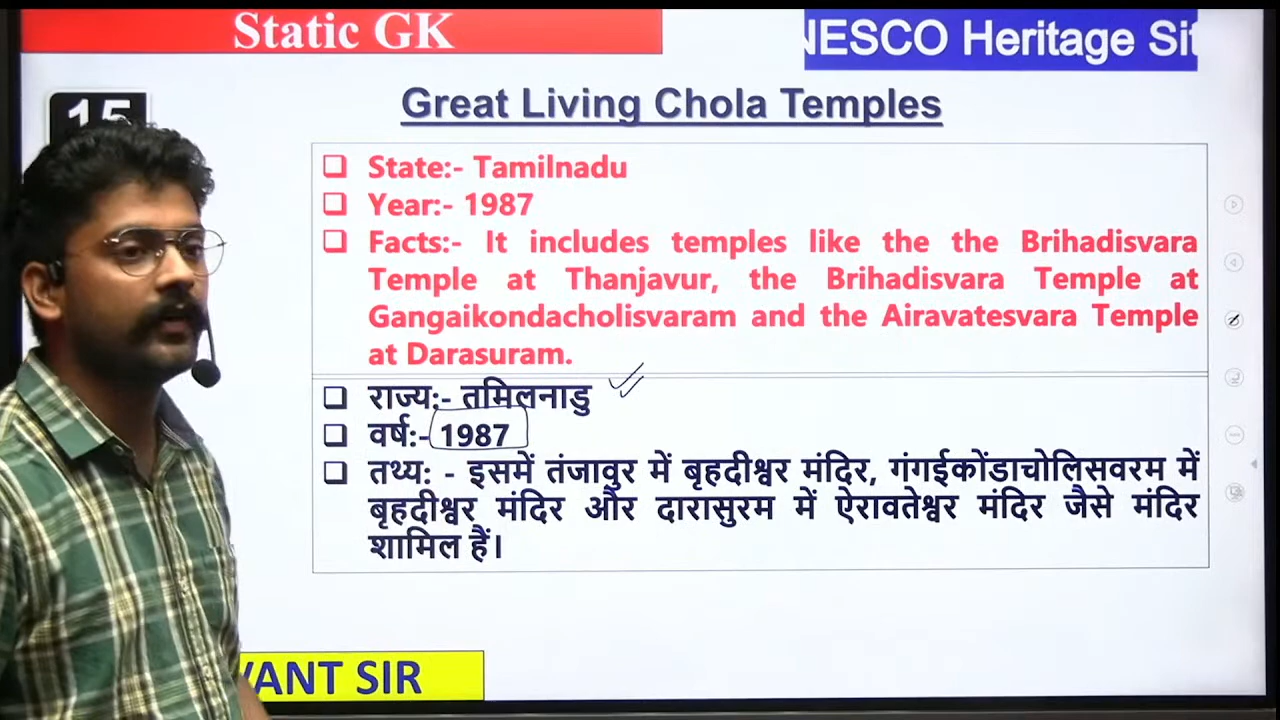 Static GK
NESCO Heritage Sit
15
Great Living Chola Temples
State:- Tamilnadu
Year:- 1987
Facts:- It includes temples like the the Brihadisvara
Temple at Thanjavur, the Brihadisvara Temple at
Gangaikondacholisvaram and the Airavatesvara Temple
at Darasuram.
राज्य:- तमिलनाडु
वर्ष:- 1987
तथ्य: - इसमें तंजावुर में बृहदीश्वर मंदिर, गंगईकोंडाचोलिसवरम में
बृहदीश्वर मंदिर और दारासुरम में ऐरावतेश्वर मंदिर जैसे मंदिर
शामिल हैं।
VANT SIR